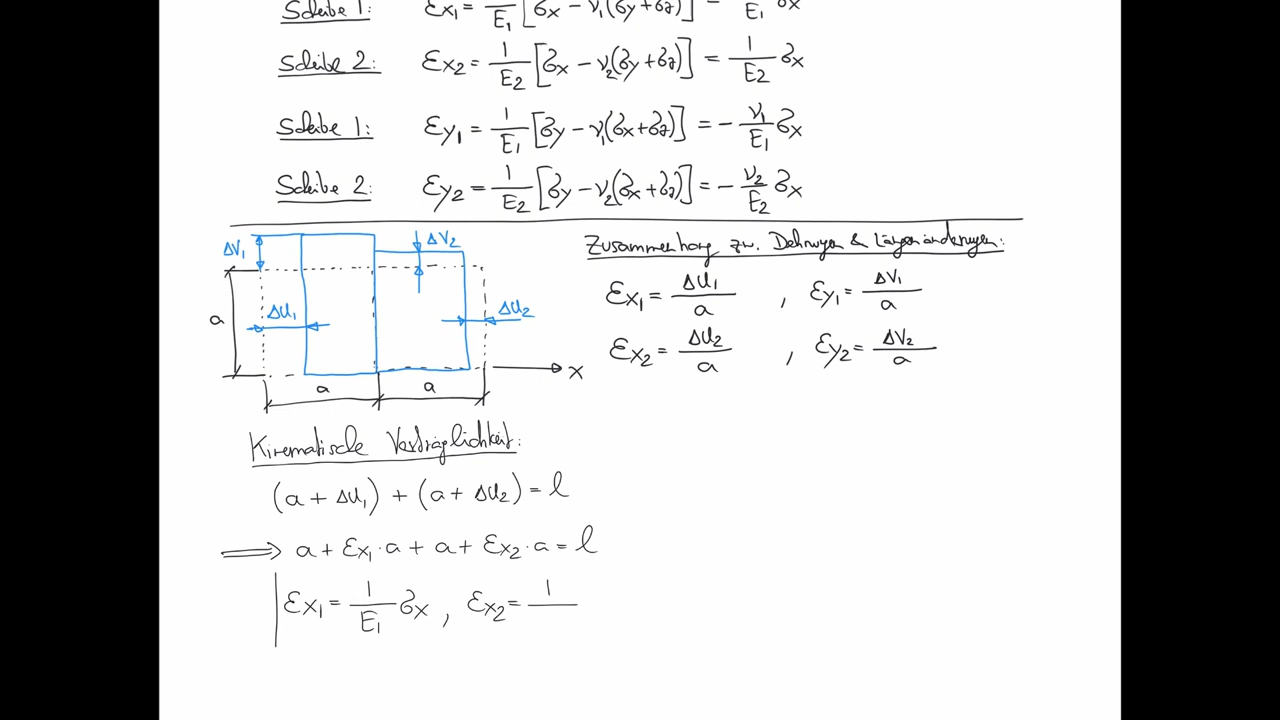 Scheibe 1: εx₁ = 1/E₁ [σx − ν₁(σy + σz)] = 1/E₁ σx
Scheibe 2: εx₂ = 1/E₂ [σx − ν₂(σy + σz)] = 1/E₂ σx
Scheibe 1: εy₁ = 1/E₁ [σy − ν₁(σx + σz)] = − ν₁/E₁ σx
Scheibe 2: εy₂ = 1/E₂ [σy − ν₂(σx + σz)] = − ν₂/E₂ σx
ΔV₁
ΔV₂
a
ΔU₁
ΔU₂
x
a
a
Zusammenhang zw. Dehnungen & Längenänderungen:
εx₁ = ΔU₁/a , εy₁ = ΔV₁/a
εx₂ = ΔU₂/a , εy₂ = ΔV₂/a
Kinematische Verträglichkeit:
(a + ΔU₁) + (a + ΔU₂) = l
⟹ a + εx₁·a + a + εx₂·a = l
| εx₁ = 1/E₁ σx , εx₂ = 1/